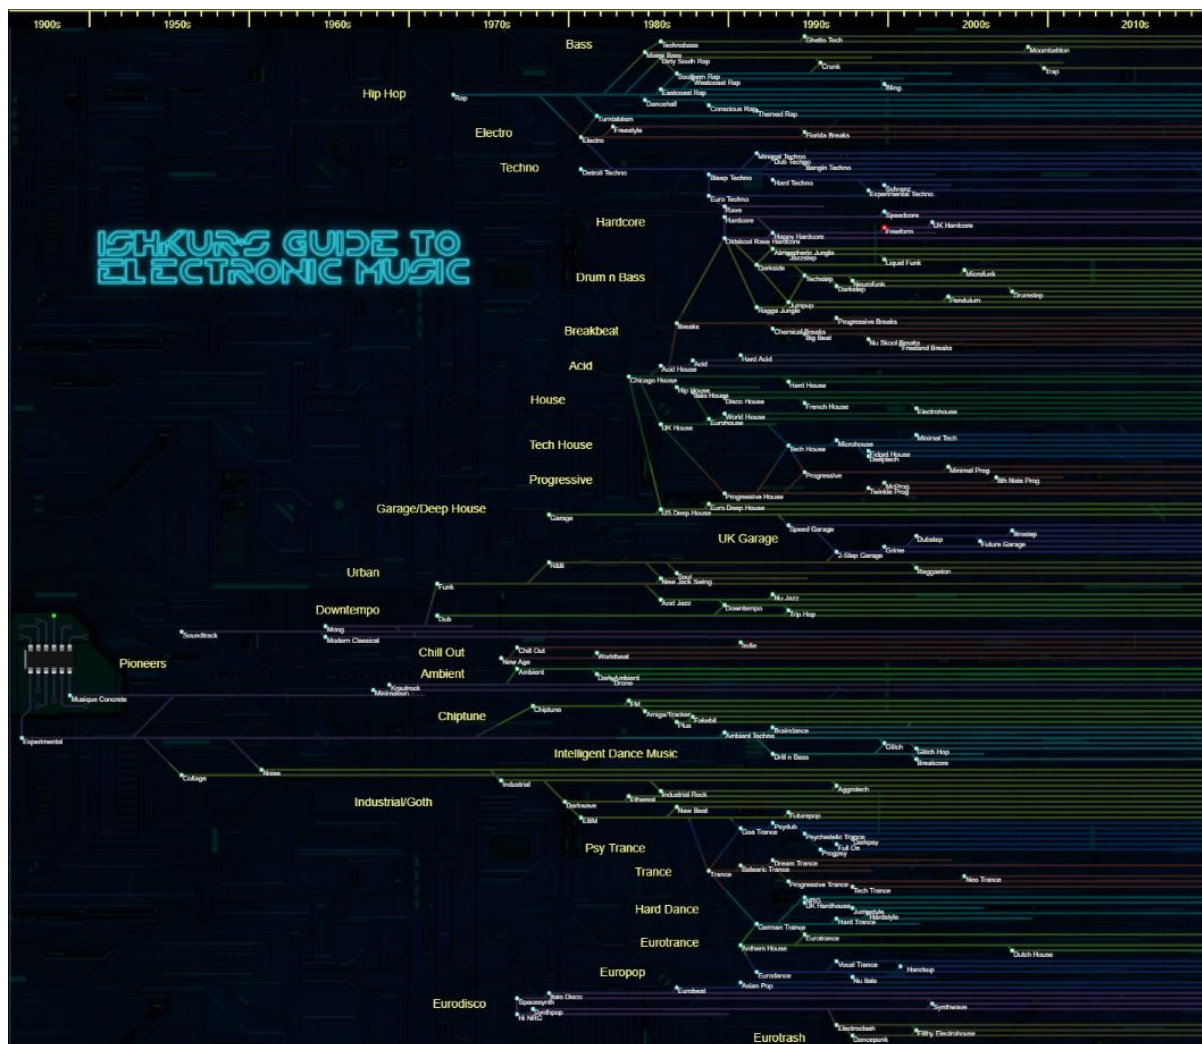 1900s 1950s 1960s 1970s 1980s 1990s 2000s 2010s
Ghetto Tech
Bass
Technobass
Moombahton
Miami Bass
Dirty South Rap
Crunk
Trap
Southern Rap
Westcoast Rap
Bling
Hip Hop
Rap
Eastcoast Rap
Dancehall
Conscious Rap
Themed Rap
Turntablism
Freestyle
Electro
Electro
Florida Breaks
Minimal Techno
Dub Techno
Bangin Techno
Techno
Detroit Techno
Bleep Techno
Hard Techno
Schranz
Experimental Techno
Euro Techno
Rave
Speedcore
Hardcore
Hardcore
UK Hardcore
Freeform
Happy Hardcore
ISHKUR'S GUIDE TO
ELECTRONIC MUSIC
Oldskool Rave Hardcore
Atmospheric Jungle
Jazzstep
Liquid Funk
Darkside
Microfunk
Drum n Bass
Techstep
Neurofunk
Darkstep
Drumstep
Pendulum
Jumpup
Ragga Jungle
Progressive Breaks
Breakbeat
Breaks
Chemical Breaks
Big Beat
Nu Skool Breaks
Freeland Breaks
Hard Acid
Acid
Acid
Acid House
Chicago House
Hard House
Hip House
Italo House
Disco House
House
French House
Electrohouse
World House
Eurohouse
UK House
Minimal Tech
Tech House
Tech House
Microhouse
Fidget House
Deeptech
Minimal Prog
Progressive
Progressive
8th Note Prog
McProg
Twinkle Prog
Progressive House
Garage/Deep House
Euro Deep House
US Deep House
Garage
Speed Garage
UK Garage
Brostep
Dubstep
Future Garage
Grime
2-Step Garage
R&B
Raggaeton
Urban
Soul
New Jack Swing
Funk
Nu Jazz
Acid Jazz
Downtempo
Downtempo
Trip Hop
Dub
Moog
Soundtrack
Modern Classical
Indie
Chill Out
Chill Out
Worldbeat
New Age
Pioneers
Ambient
Ambient
Dark Ambient
Drone
Krautrock
Minimalism
Musique Concrete
FM
Chiptune
Chiptune
Amiga/Tracker
Fakebit
Plus
Braindance
Experimental
Ambient Techno
Glitch
Glitch Hop
Intelligent Dance Music
Drill n Bass
Breakcore
Noise
Collage
Industrial
Aggrotech
Industrial Rock
Ethereal
Industrial/Goth
Darkwave
New Beat
EBM
Futurepop
Psydub
Goa Trance
Psychedelic Trance
Darkpsy
Psy Trance
Full On
Progpsy
Dream Trance
Trance
Trance
Balearic Trance
Neo Trance
Progressive Trance
Tech Trance
NRG
UK Hardhouse
Hard Dance
Jumpstyle
Hardstyle
Hard Trance
German Trance
Eurotrance
Eurotrance
Anthem House
Dutch House
Vocal Trance
Handsup
Europop
Eurodance
Nu Italo
Asian Pop
Eurobeat
Italo Disco
Eurodisco
Spacesynth
Synthwave
Synthpop
Hi NRG
Electroclash
Filthy Electrohouse
Eurotrash
Dancepunk